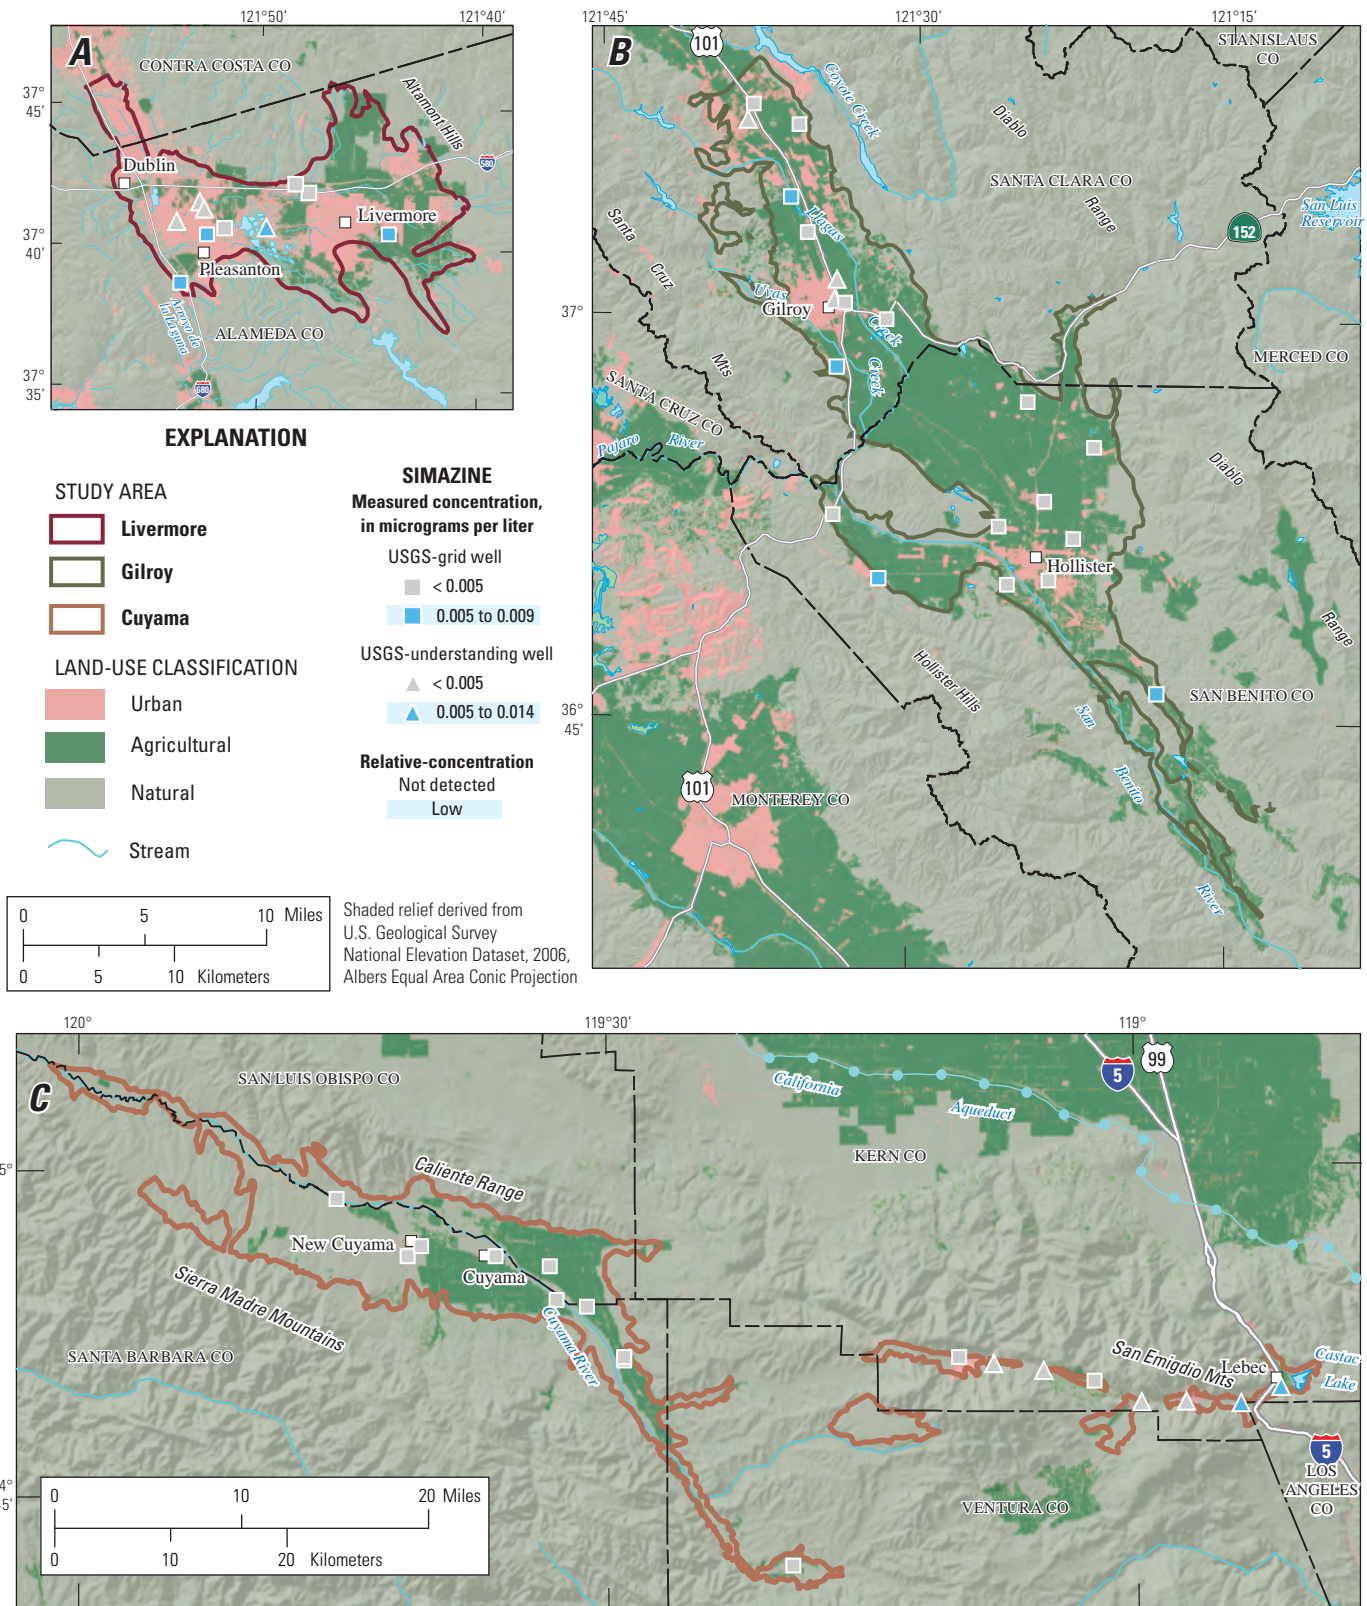 121°50′
121°40′
A
CONTRA COSTA CO
Altamont Hills
37°
45′
Dublin
580
Livermore
37°
40′
Pleasanton
Arroyo de
la Laguna
ALAMEDA CO
680
37°
35′
EXPLANATION
STUDY AREA
Livermore
Gilroy
Cuyama
LAND-USE CLASSIFICATION
Urban
Agricultural
Natural
Stream
SIMAZINE
Measured concentration,
in micrograms per liter
USGS-grid well
< 0.005
0.005 to 0.009
USGS-understanding well
< 0.005
0.005 to 0.014
Relative-concentration
Not detected
Low
0 5 10 Miles
0 5 10 Kilometers
Shaded relief derived from
U.S. Geological Survey
National Elevation Dataset, 2006,
Albers Equal Area Conic Projection
121°45′
121°30′
121°15′
B
101
STANISLAUS
CO
Coyote Creek
Diablo
Range
SANTA CLARA CO
San Luis
Reservoir
152
Santa
Cruz
Mts
Llagas
Creek
Uvas
Creek
Gilroy
37°
MERCED CO
SANTA CRUZ CO
Pajaro
River
Diablo
Range
Hollister
Hollister Hills
SAN BENITO CO
San
Benito
River
36°
45′
101
MONTEREY CO
120°
119°30′
119°
C
SAN LUIS OBISPO CO
California
Aqueduct
5
99
KERN CO
5°
Caliente Range
New Cuyama
Cuyama
Sierra Madre Mountains
Cuyama River
SANTA BARBARA CO
San Emigdio Mts
Lebec
Castac
Lake
5
LOS
ANGELES
CO
VENTURA CO
4°
45′
0 10 20 Miles
0 10 20 Kilometers